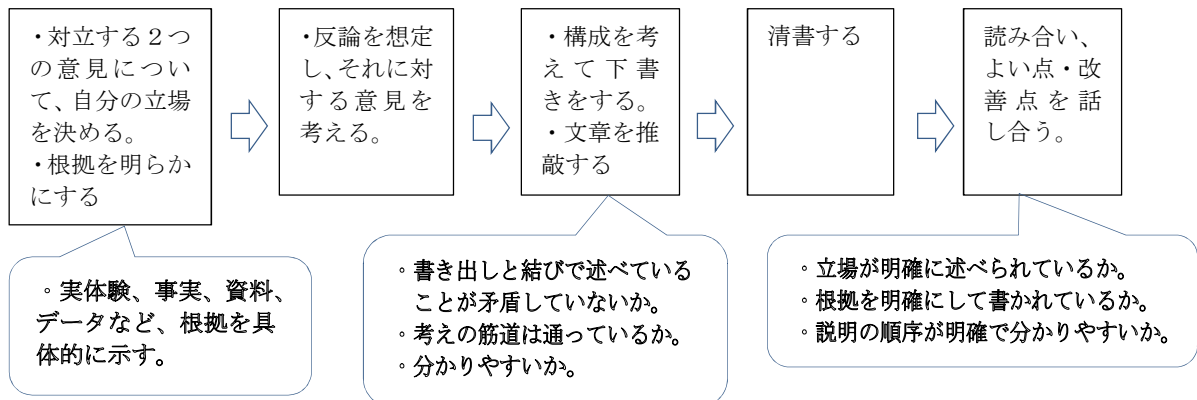 ・対立する２つ
の意見につい
て、自分の立場
を決める。
・根拠を明らか
にする
・反論を想定
し、それに対
する意見を
考える。
・構成を考
えて下書
きをする。
・文章を推
敲する
清書する
読み合い、
よい点・改
善点を話
し合う。
・実体験、事実、資料、
データなど、根拠を具
体的に示す。
・書き出しと結びで述べている
ことが矛盾していないか。
・考えの筋道は通っているか。
・分かりやすいか。
・立場が明確に述べられているか。
・根拠を明確にして書かれているか。
・説明の順序が明確で分かりやすいか。